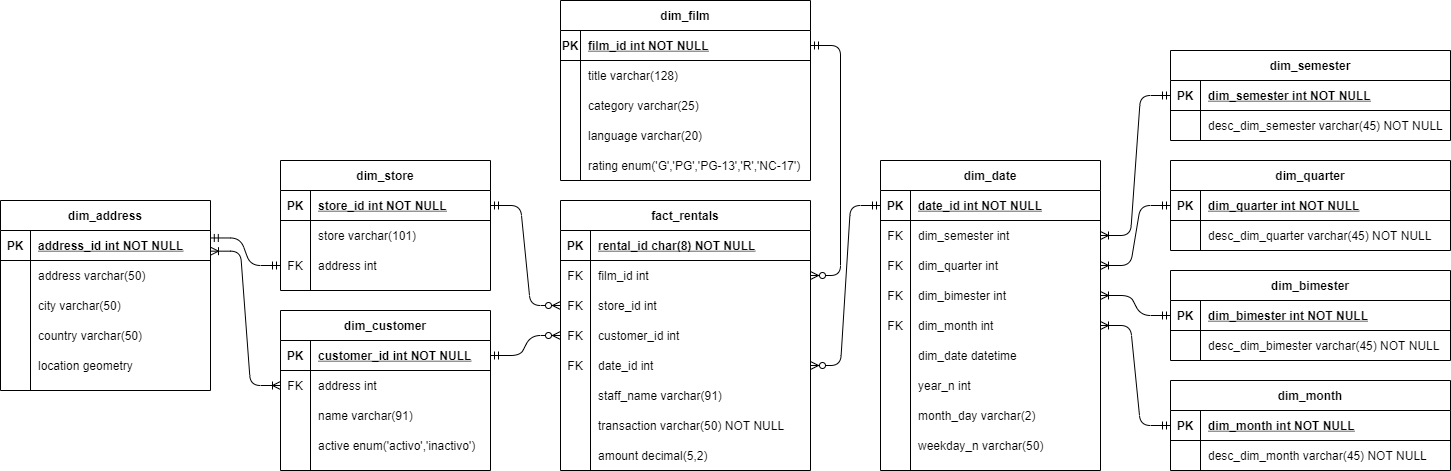 dim_film
PK film_id int NOT NULL
title varchar(128)
category varchar(25)
language varchar(20)
rating enum('G','PG','PG-13','R','NC-17')
dim_address
PK address_id int NOT NULL
address varchar(50)
city varchar(50)
country varchar(50)
location geometry
dim_store
PK store_id int NOT NULL
store varchar(101)
FK address int
dim_customer
PK customer_id int NOT NULL
FK address int
name varchar(91)
active enum('activo','inactivo')
fact_rentals
PK rental_id char(8) NOT NULL
FK film_id int
FK store_id int
FK customer_id int
FK date_id int
staff_name varchar(91)
transaction varchar(50) NOT NULL
amount decimal(5,2)
dim_date
PK date_id int NOT NULL
FK dim_semester int
FK dim_quarter int
FK dim_bimester int
FK dim_month int
dim_date datetime
year_n int
month_day varchar(2)
weekday_n varchar(50)
dim_semester
PK dim_semester int NOT NULL
desc_dim_semester varchar(45) NOT NULL
dim_quarter
PK dim_quarter int NOT NULL
desc_dim_quarter varchar(45) NOT NULL
dim_bimester
PK dim_bimester int NOT NULL
desc_dim_bimester varchar(45) NOT NULL
dim_month
PK dim_month int NOT NULL
desc_dim_month varchar(45) NOT NULL